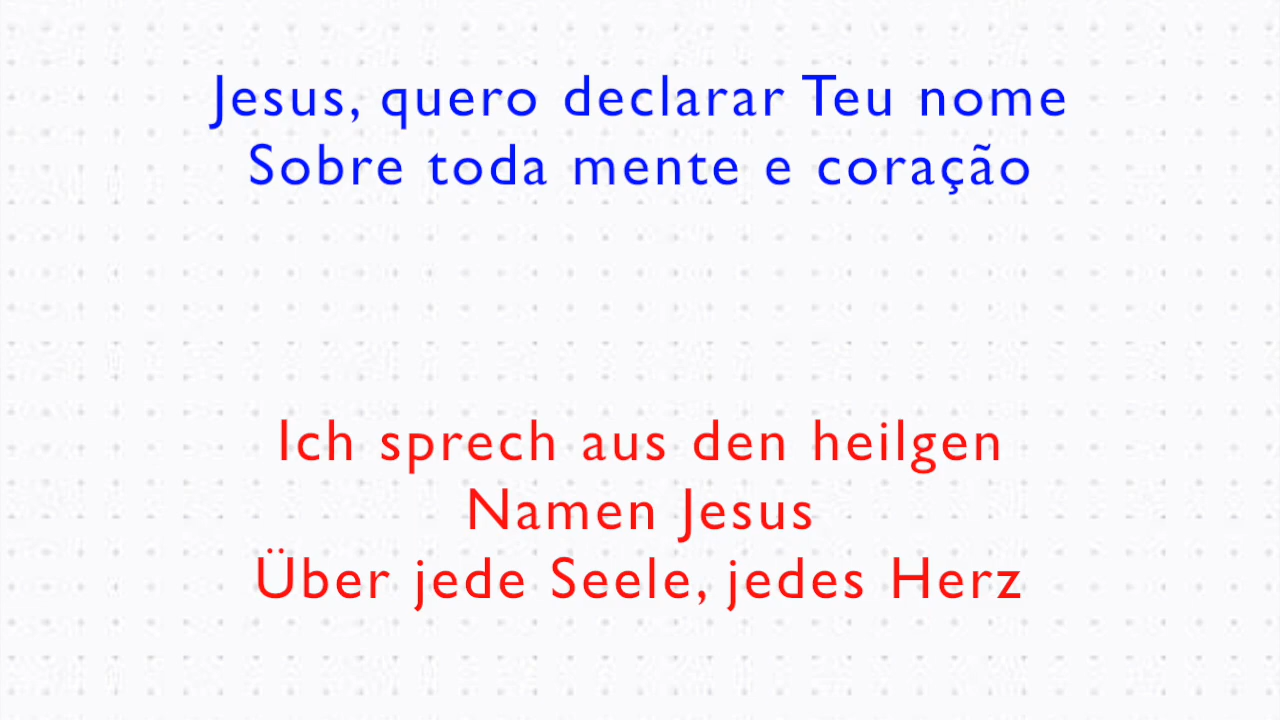 Jesus, quero declarar Teu nome
Sobre toda mente e coração
Ich sprech aus den heilgen
Namen Jesus
Über jede Seele, jedes Herz